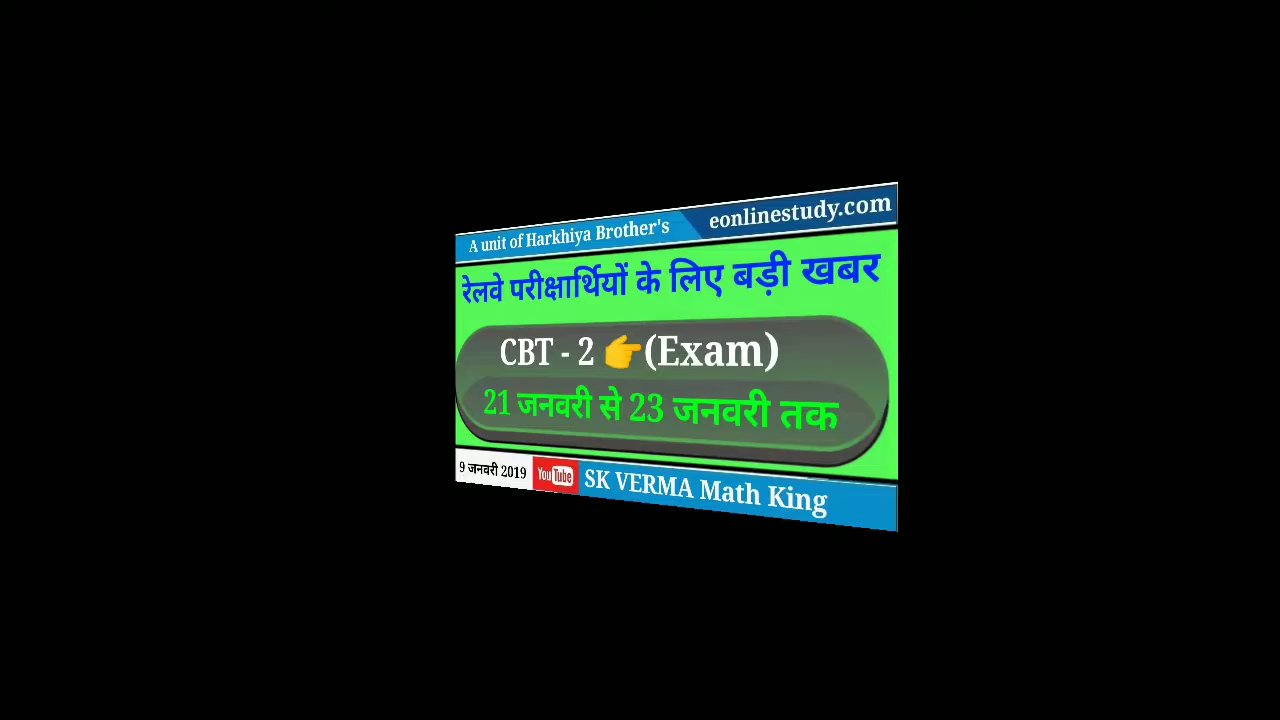 A unit of Harkhiya Brother's eonlinestudy.com
रेलवे परीक्षार्थियों के लिए बड़ी खबर
CBT - 2 👉(Exam)
21 जनवरी से 23 जनवरी तक
9 जनवरी 2019 YouTube SK VERMA Math King